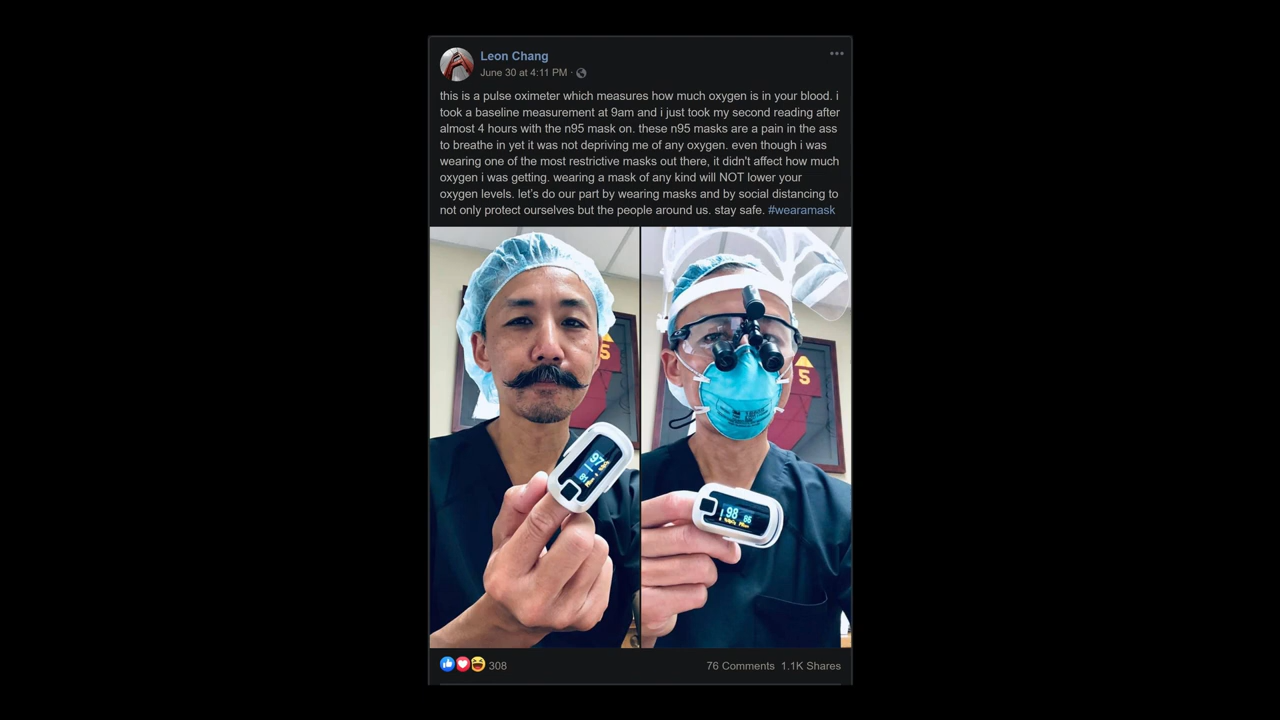 Leon Chang
June 30 at 4:11 PM ·
this is a pulse oximeter which measures how much oxygen is in your blood. i
took a baseline measurement at 9am and i just took my second reading after
almost 4 hours with the n95 mask on. these n95 masks are a pain in the ass
to breathe in yet it was not depriving me of any oxygen. even though i was
wearing one of the most restrictive masks out there, it didn't affect how much
oxygen i was getting. wearing a mask of any kind will NOT lower your
oxygen levels. let's do our part by wearing masks and by social distancing to
not only protect ourselves but the people around us. stay safe. #wearamask
5
5
97
81
98 86
308
76 Comments 1.1K Shares